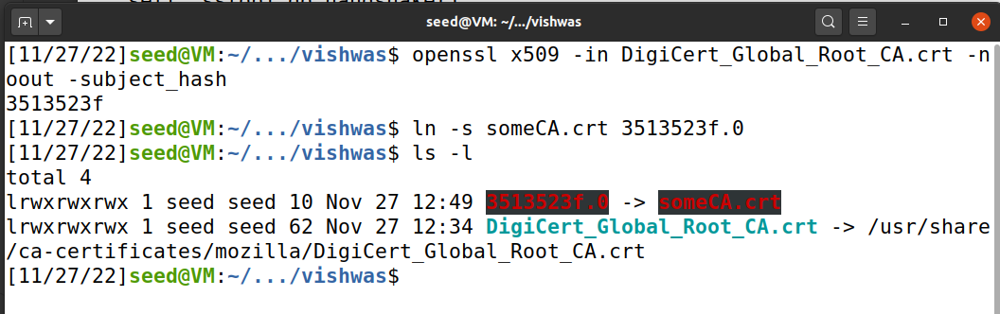 seed@VM: ~/.../vishwas
[11/27/22]seed@VM:~/.../vishwas$ openssl x509 -in DigiCert_Global_Root_CA.crt -n
oout -subject_hash
3513523f
[11/27/22]seed@VM:~/.../vishwas$ ln -s someCA.crt 3513523f.0
[11/27/22]seed@VM:~/.../vishwas$ ls -l
total 4
lrwxrwxrwx 1 seed seed 10 Nov 27 12:49 3513523f.0 -> someCA.crt
lrwxrwxrwx 1 seed seed 62 Nov 27 12:34 DigiCert_Global_Root_CA.crt -> /usr/share
/ca-certificates/mozilla/DigiCert_Global_Root_CA.crt
[11/27/22]seed@VM:~/.../vishwas$